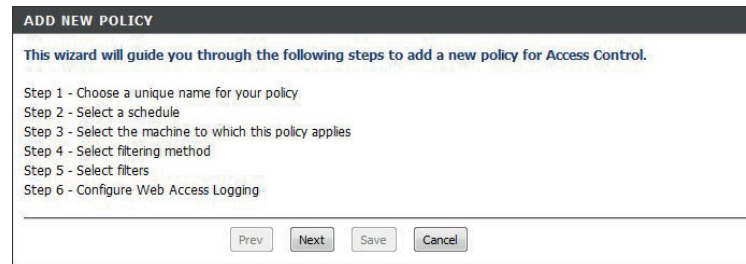 ADD NEW POLICY
This wizard will guide you through the following steps to add a new policy for Access Control.
Step 1 - Choose a unique name for your policy
Step 2 - Select a schedule
Step 3 - Select the machine to which this policy applies
Step 4 - Select filtering method
Step 5 - Select filters
Step 6 - Configure Web Access Logging
Prev Next Save Cancel